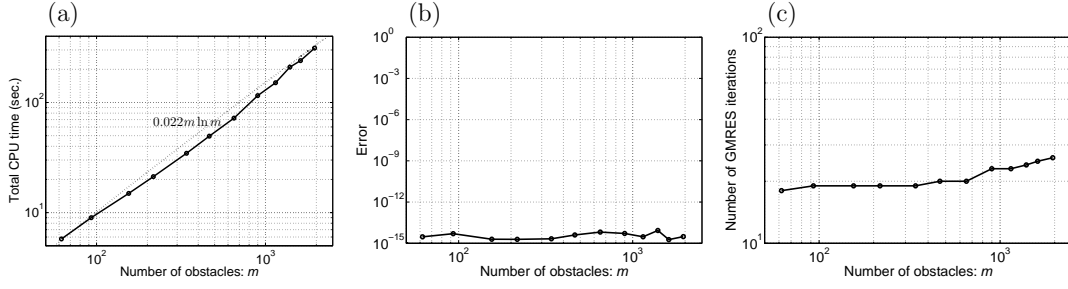 (a)
Total CPU time (sec.)
10^2
10^1
0.022m ln m
10^2
10^3
Number of obstacles: m
(b)
Error
10^0
10^-3
10^-6
10^-9
10^-12
10^-15
10^2
10^3
Number of obstacles: m
(c)
Number of GMRES iterations
10^2
10^1
10^2
10^3
Number of obstacles: m